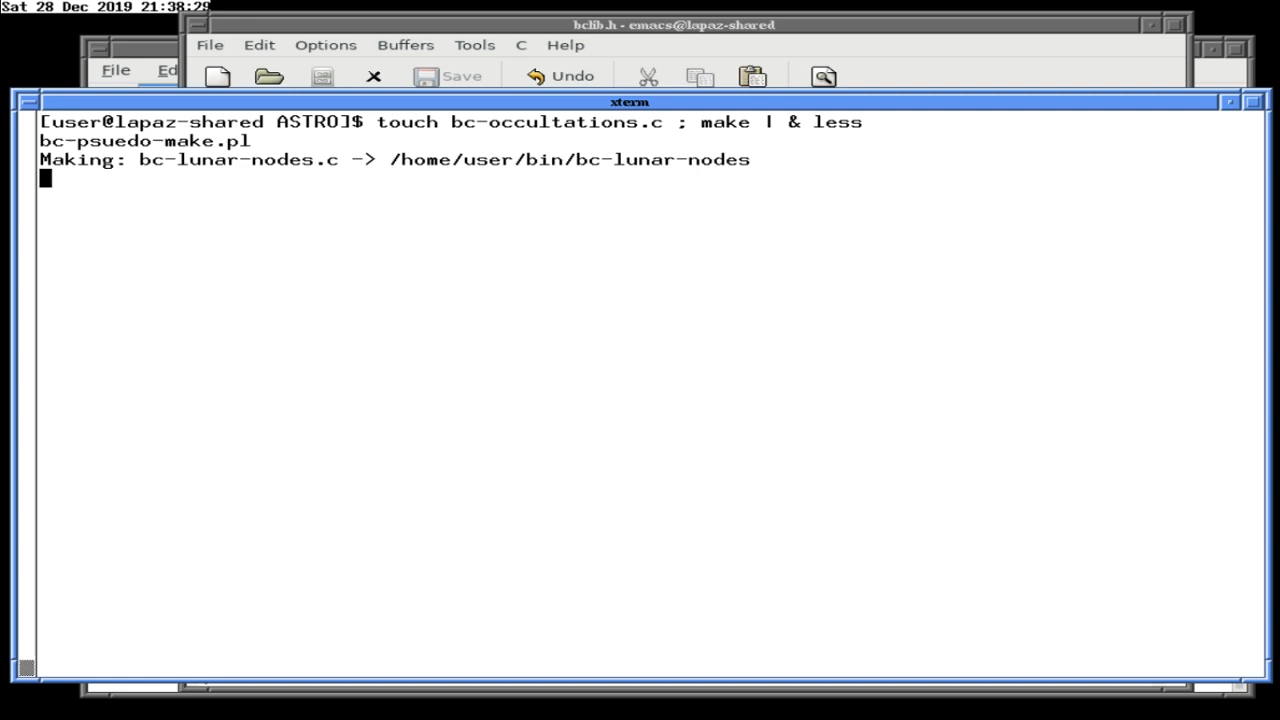 Sat 28 Dec 2019 21:38:29
bclib.h - emacs@lapaz-shared
File Edit Options Buffers Tools C Help
File Ed
Save Undo
xterm
[user@lapaz-shared ASTRO]$ touch bc-occultations.c ; make | & less
bc-psuedo-make.pl
Making: bc-lunar-nodes.c -> /home/user/bin/bc-lunar-nodes